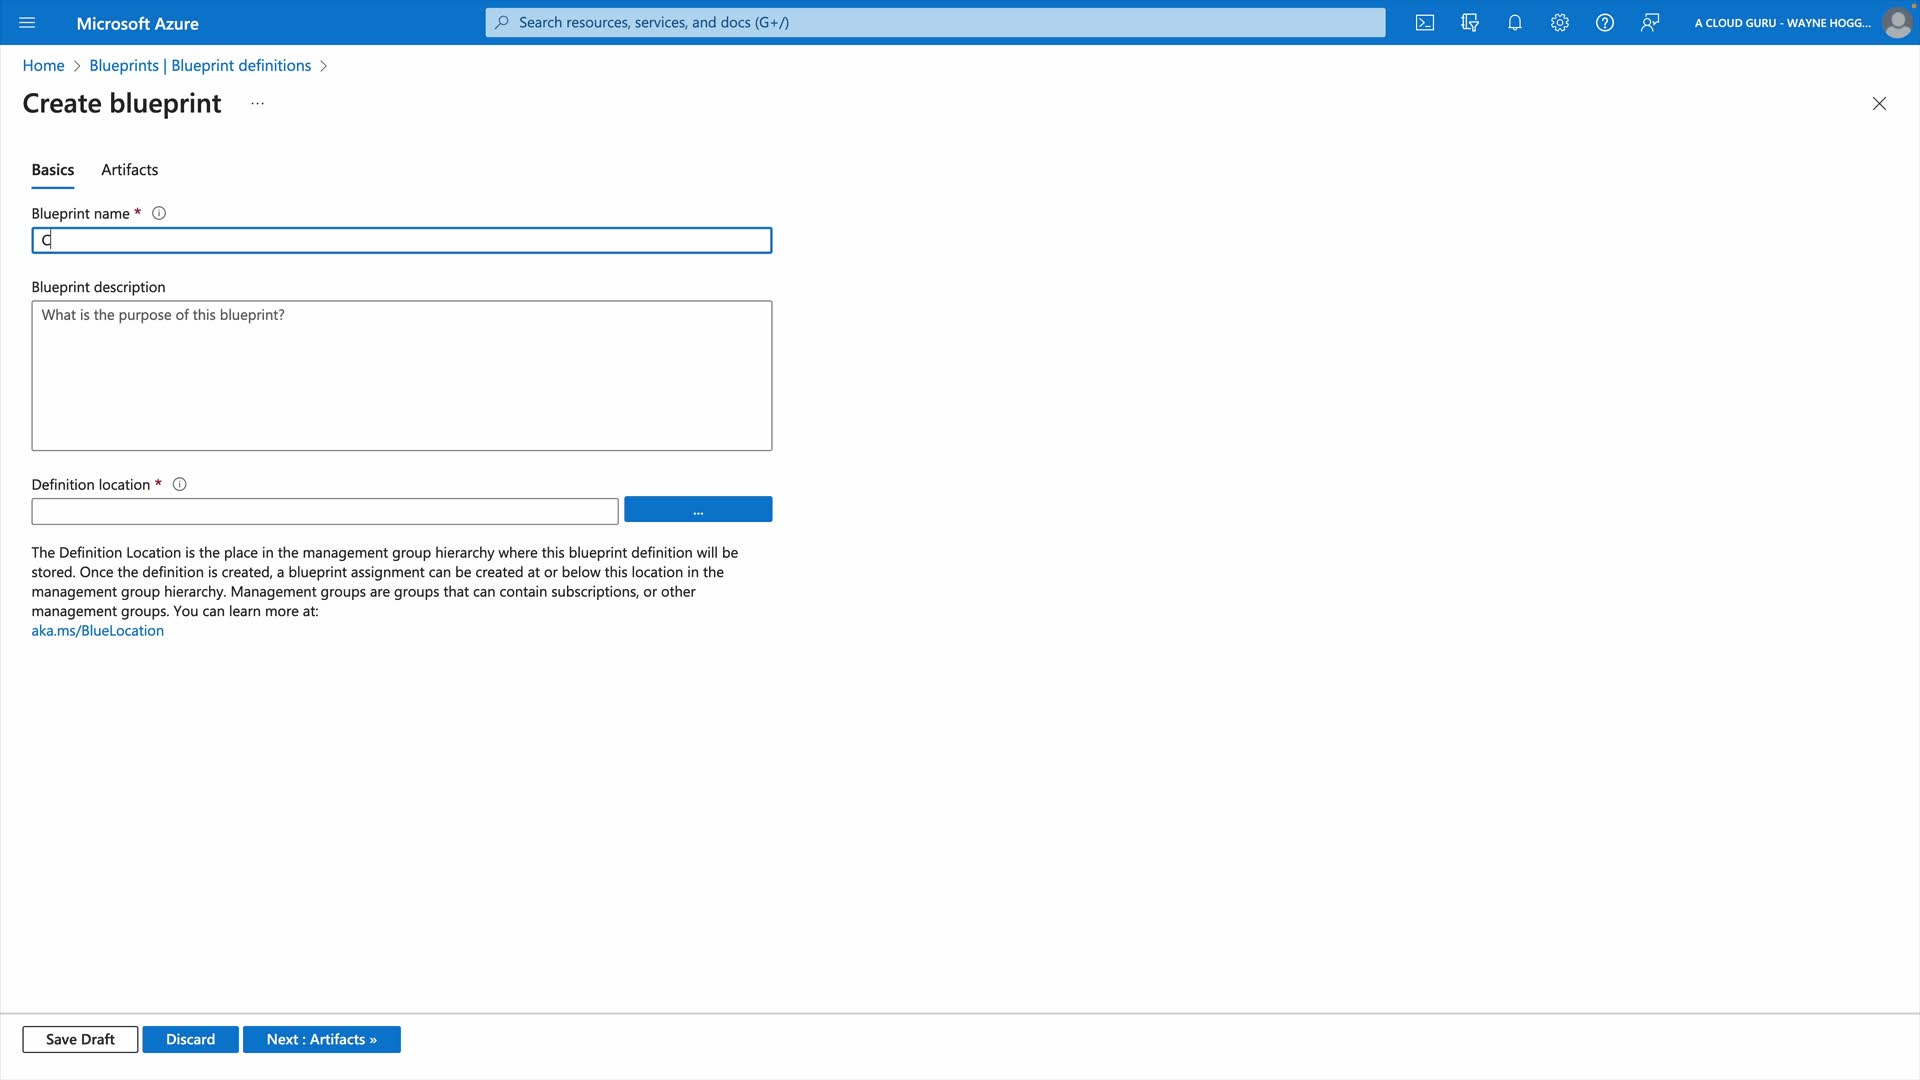 Microsoft Azure
Search resources, services, and docs (G+/)
A CLOUD GURU - WAYNE HOGG...
Home > Blueprints | Blueprint definitions >
Create blueprint ...
Basics Artifacts
Blueprint name *
C
Blueprint description
What is the purpose of this blueprint?
Definition location *
...
The Definition Location is the place in the management group hierarchy where this blueprint definition will be
stored. Once the definition is created, a blueprint assignment can be created at or below this location in the
management group hierarchy. Management groups are groups that can contain subscriptions, or other
management groups. You can learn more at:
aka.ms/BlueLocation
Save Draft Discard Next : Artifacts »